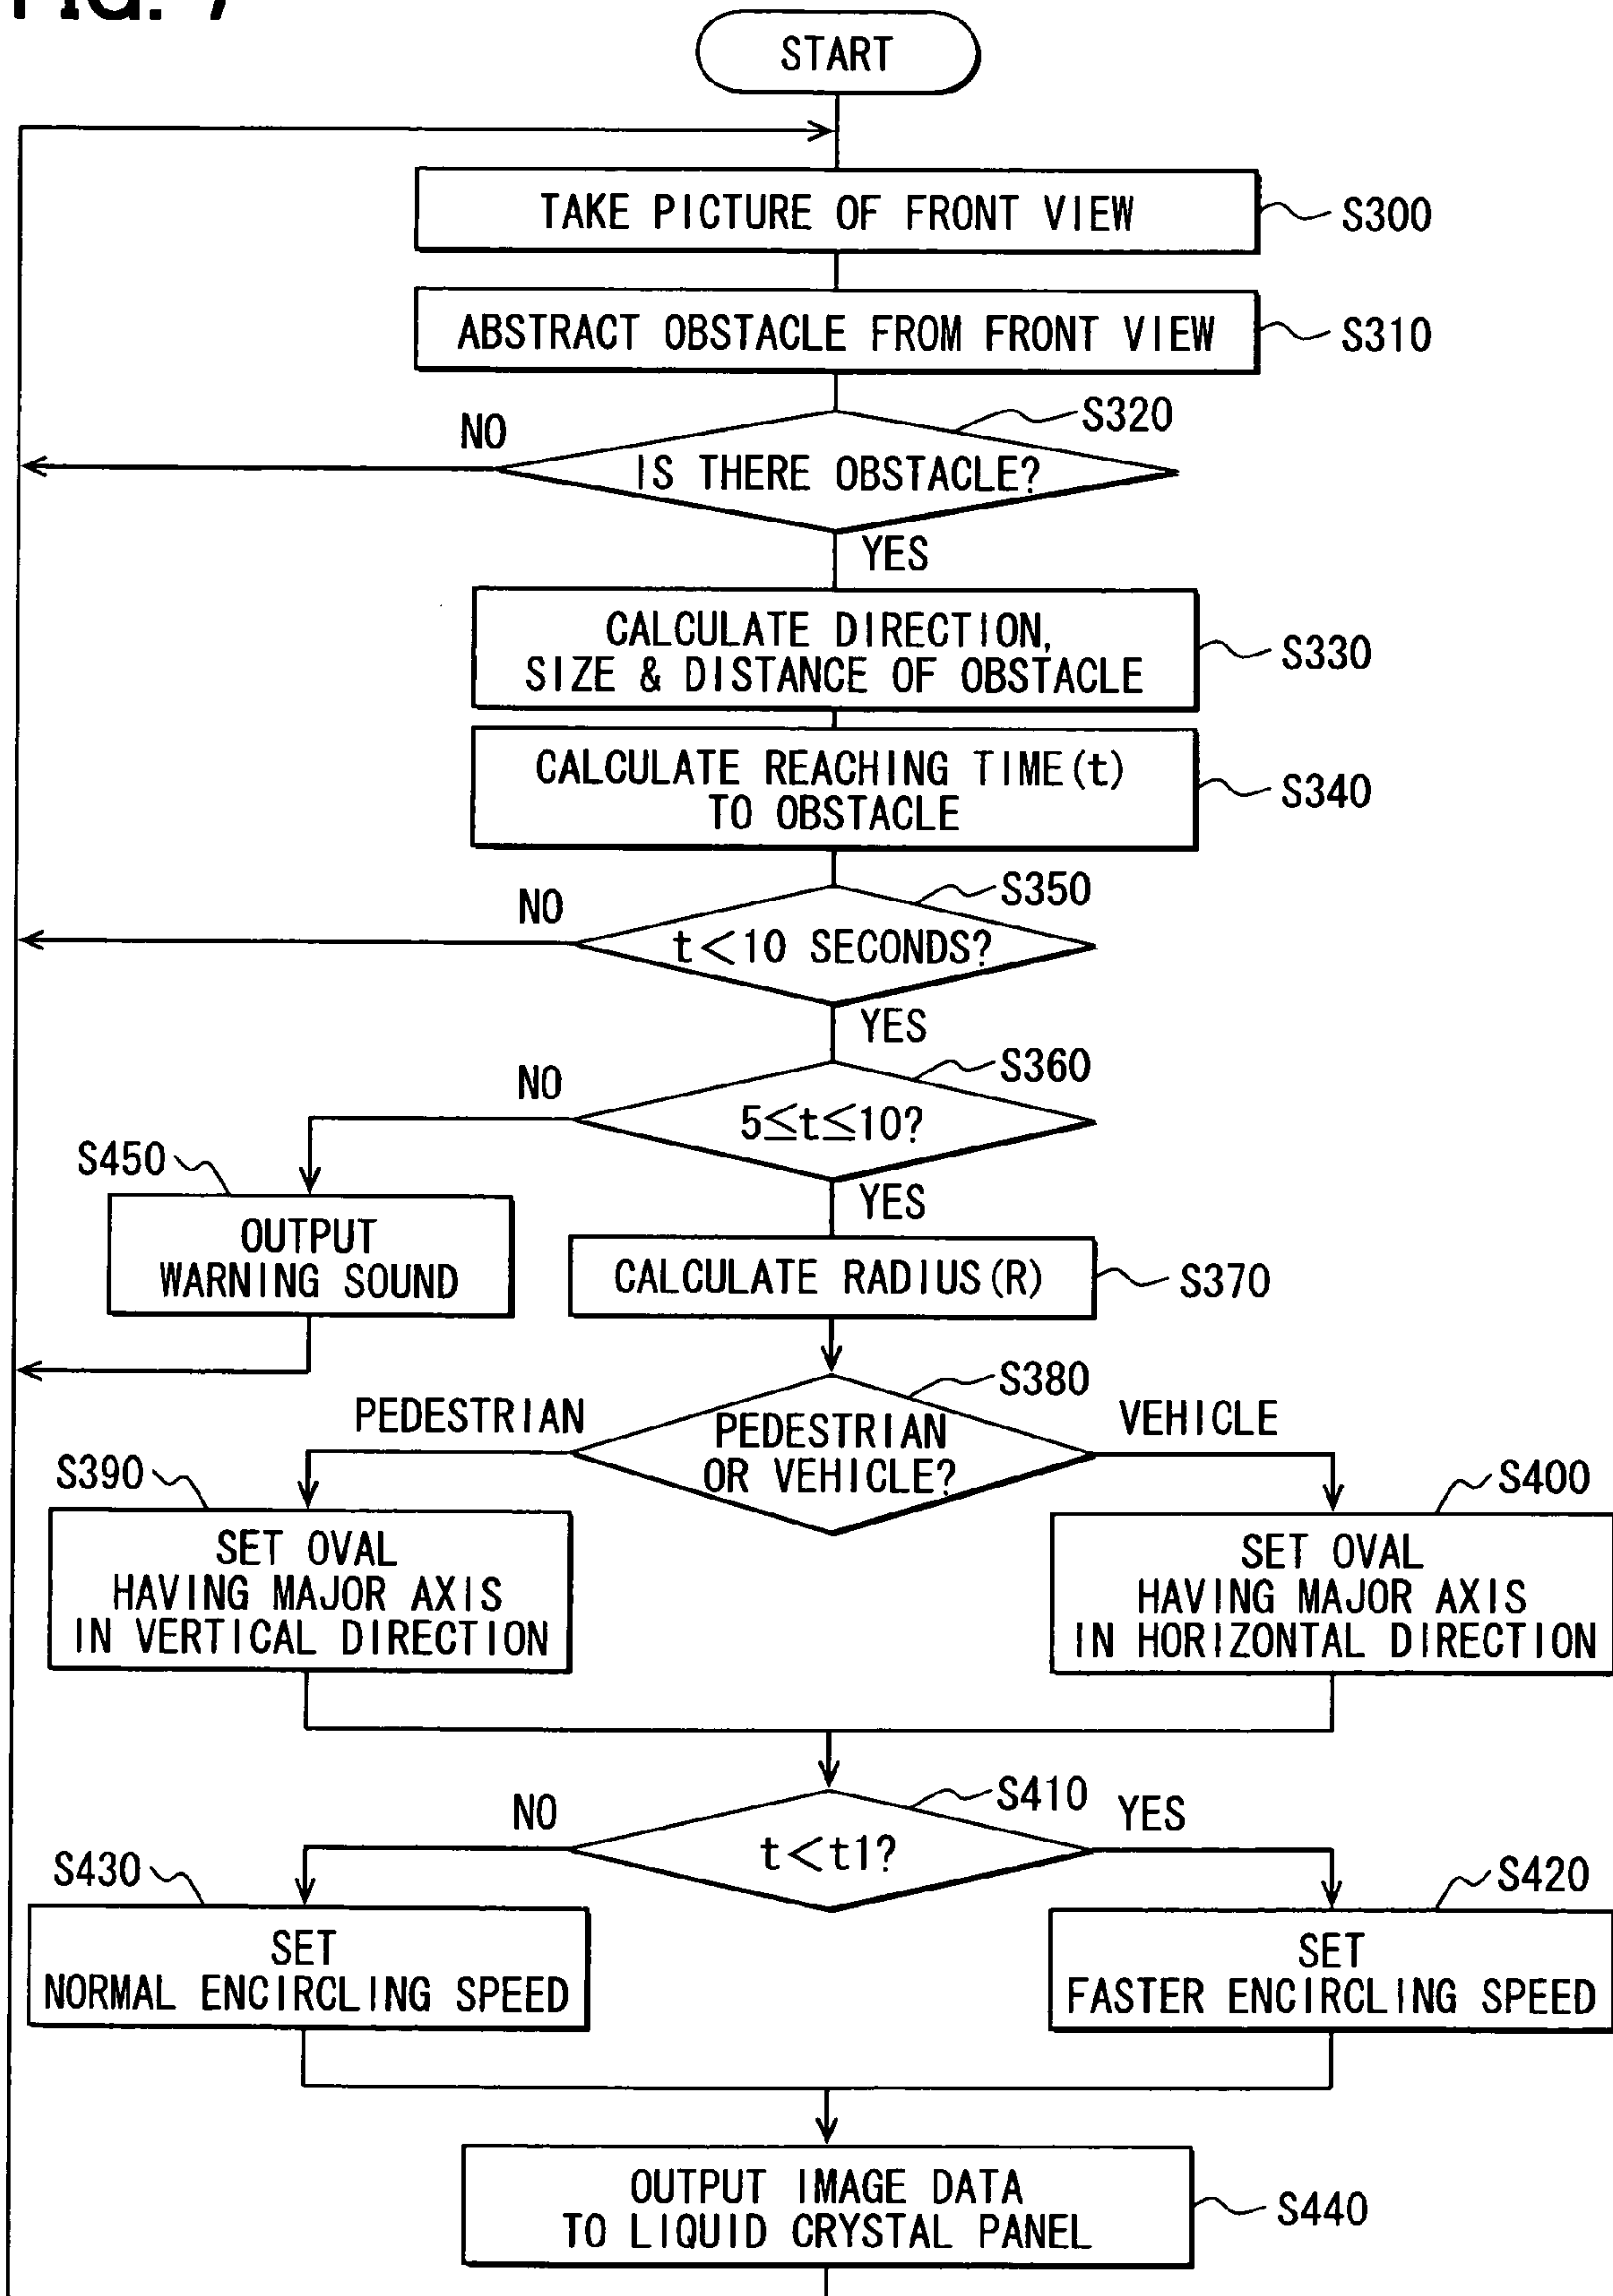 FIG. 7
START
TAKE PICTURE OF FRONT VIEW
S300
ABSTRACT OBSTACLE FROM FRONT VIEW
S310
S320
NO
IS THERE OBSTACLE?
YES
CALCULATE DIRECTION,
SIZE & DISTANCE OF OBSTACLE
S330
CALCULATE REACHING TIME(t)
TO OBSTACLE
S340
S350
NO
t<10 SECONDS?
YES
S360
NO
5≤t≤10?
YES
S450
OUTPUT
WARNING SOUND
CALCULATE RADIUS(R)
S370
S380
PEDESTRIAN
VEHICLE
PEDESTRIAN
OR VEHICLE?
S390
SET OVAL
HAVING MAJOR AXIS
IN VERTICAL DIRECTION
S400
SET OVAL
HAVING MAJOR AXIS
IN HORIZONTAL DIRECTION
S410
NO
YES
t<t1?
S430
SET
NORMAL ENCIRCLING SPEED
S420
SET
FASTER ENCIRCLING SPEED
OUTPUT IMAGE DATA
TO LIQUID CRYSTAL PANEL
S440